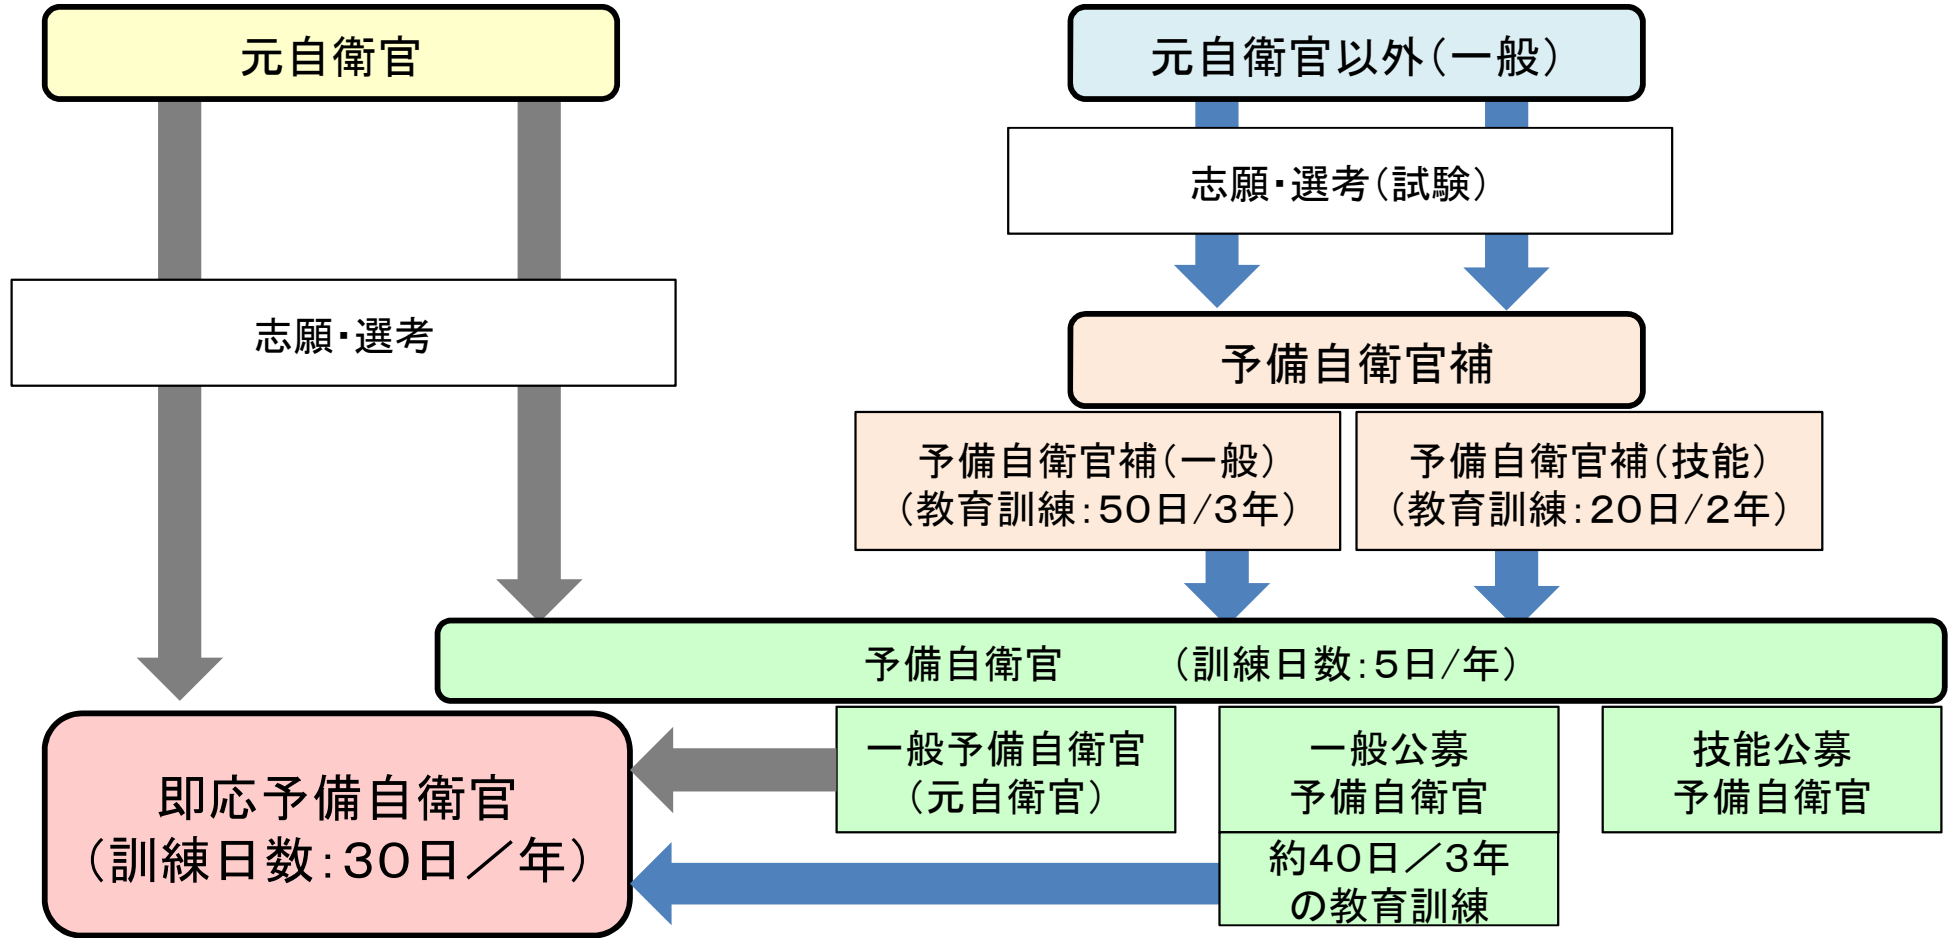 元自衛官
元自衛官以外（一般）
志願・選考（試験）
志願・選考
予備自衛官補
予備自衛官補（一般）
（教育訓練：５０日/３年）
予備自衛官補（技能）
（教育訓練：２０日/２年）
予備自衛官　　（訓練日数：５日/年）
一般予備自衛官
（元自衛官）
一般公募
予備自衛官
技能公募
予備自衛官
約４０日／３年
の教育訓練
即応予備自衛官
（訓練日数：３０日／年）